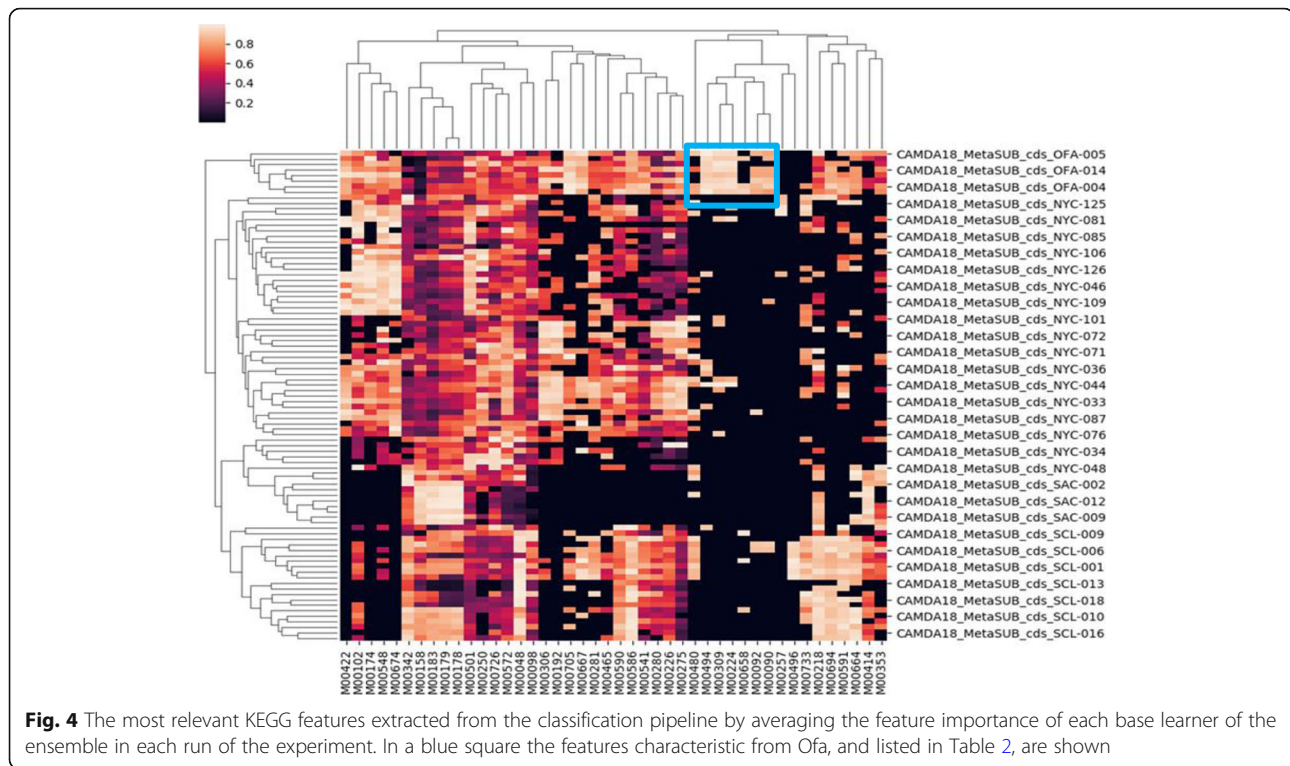 0.8
0.6
0.4
0.2
CAMDA18_MetaSUB_cds_OFA-005
CAMDA18_MetaSUB_cds_OFA-014
CAMDA18_MetaSUB_cds_OFA-004
CAMDA18_MetaSUB_cds_NYC-125
CAMDA18_MetaSUB_cds_NYC-081
CAMDA18_MetaSUB_cds_NYC-085
CAMDA18_MetaSUB_cds_NYC-106
CAMDA18_MetaSUB_cds_NYC-126
CAMDA18_MetaSUB_cds_NYC-046
CAMDA18_MetaSUB_cds_NYC-109
CAMDA18_MetaSUB_cds_NYC-101
CAMDA18_MetaSUB_cds_NYC-072
CAMDA18_MetaSUB_cds_NYC-071
CAMDA18_MetaSUB_cds_NYC-036
CAMDA18_MetaSUB_cds_NYC-044
CAMDA18_MetaSUB_cds_NYC-033
CAMDA18_MetaSUB_cds_NYC-087
CAMDA18_MetaSUB_cds_NYC-076
CAMDA18_MetaSUB_cds_NYC-034
CAMDA18_MetaSUB_cds_NYC-048
CAMDA18_MetaSUB_cds_SAC-002
CAMDA18_MetaSUB_cds_SAC-012
CAMDA18_MetaSUB_cds_SAC-009
CAMDA18_MetaSUB_cds_SCL-009
CAMDA18_MetaSUB_cds_SCL-006
CAMDA18_MetaSUB_cds_SCL-001
CAMDA18_MetaSUB_cds_SCL-013
CAMDA18_MetaSUB_cds_SCL-018
CAMDA18_MetaSUB_cds_SCL-010
CAMDA18_MetaSUB_cds_SCL-016
M00422
M00102
M00174
M00548
M00674
M00342
M00158
M00183
M00179
M00178
M00501
M00250
M00726
M00572
M00048
M00098
M00306
M00192
M00705
M00667
M00281
M00465
M00590
M00586
M00541
M00280
M00226
M00275
M00480
M00494
M00309
M00224
M00658
M00092
M00090
M00257
M00496
M00733
M00218
M00694
M00591
M00664
M00414
M00353
Fig. 4 The most relevant KEGG features extracted from the classification pipeline by averaging the feature importance of each base learner of the
ensemble in each run of the experiment. In a blue square the features characteristic from Ofa, and listed in Table 2, are shown